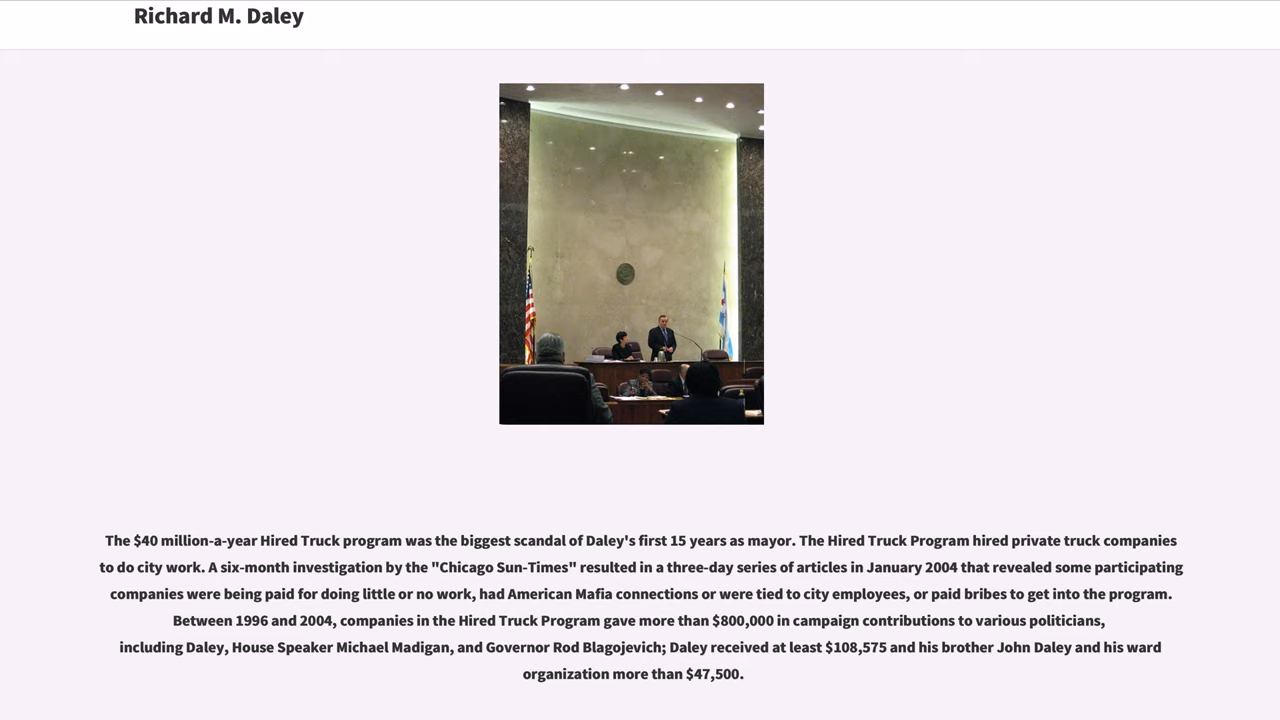 Richard M. Daley
The $40 million-a-year Hired Truck program was the biggest scandal of Daley's first 15 years as mayor. The Hired Truck Program hired private truck companies
to do city work. A six-month investigation by the "Chicago Sun-Times" resulted in a three-day series of articles in January 2004 that revealed some participating
companies were being paid for doing little or no work, had American Mafia connections or were tied to city employees, or paid bribes to get into the program.
Between 1996 and 2004, companies in the Hired Truck Program gave more than $800,000 in campaign contributions to various politicians,
including Daley, House Speaker Michael Madigan, and Governor Rod Blagojevich; Daley received at least $108,575 and his brother John Daley and his ward
organization more than $47,500.